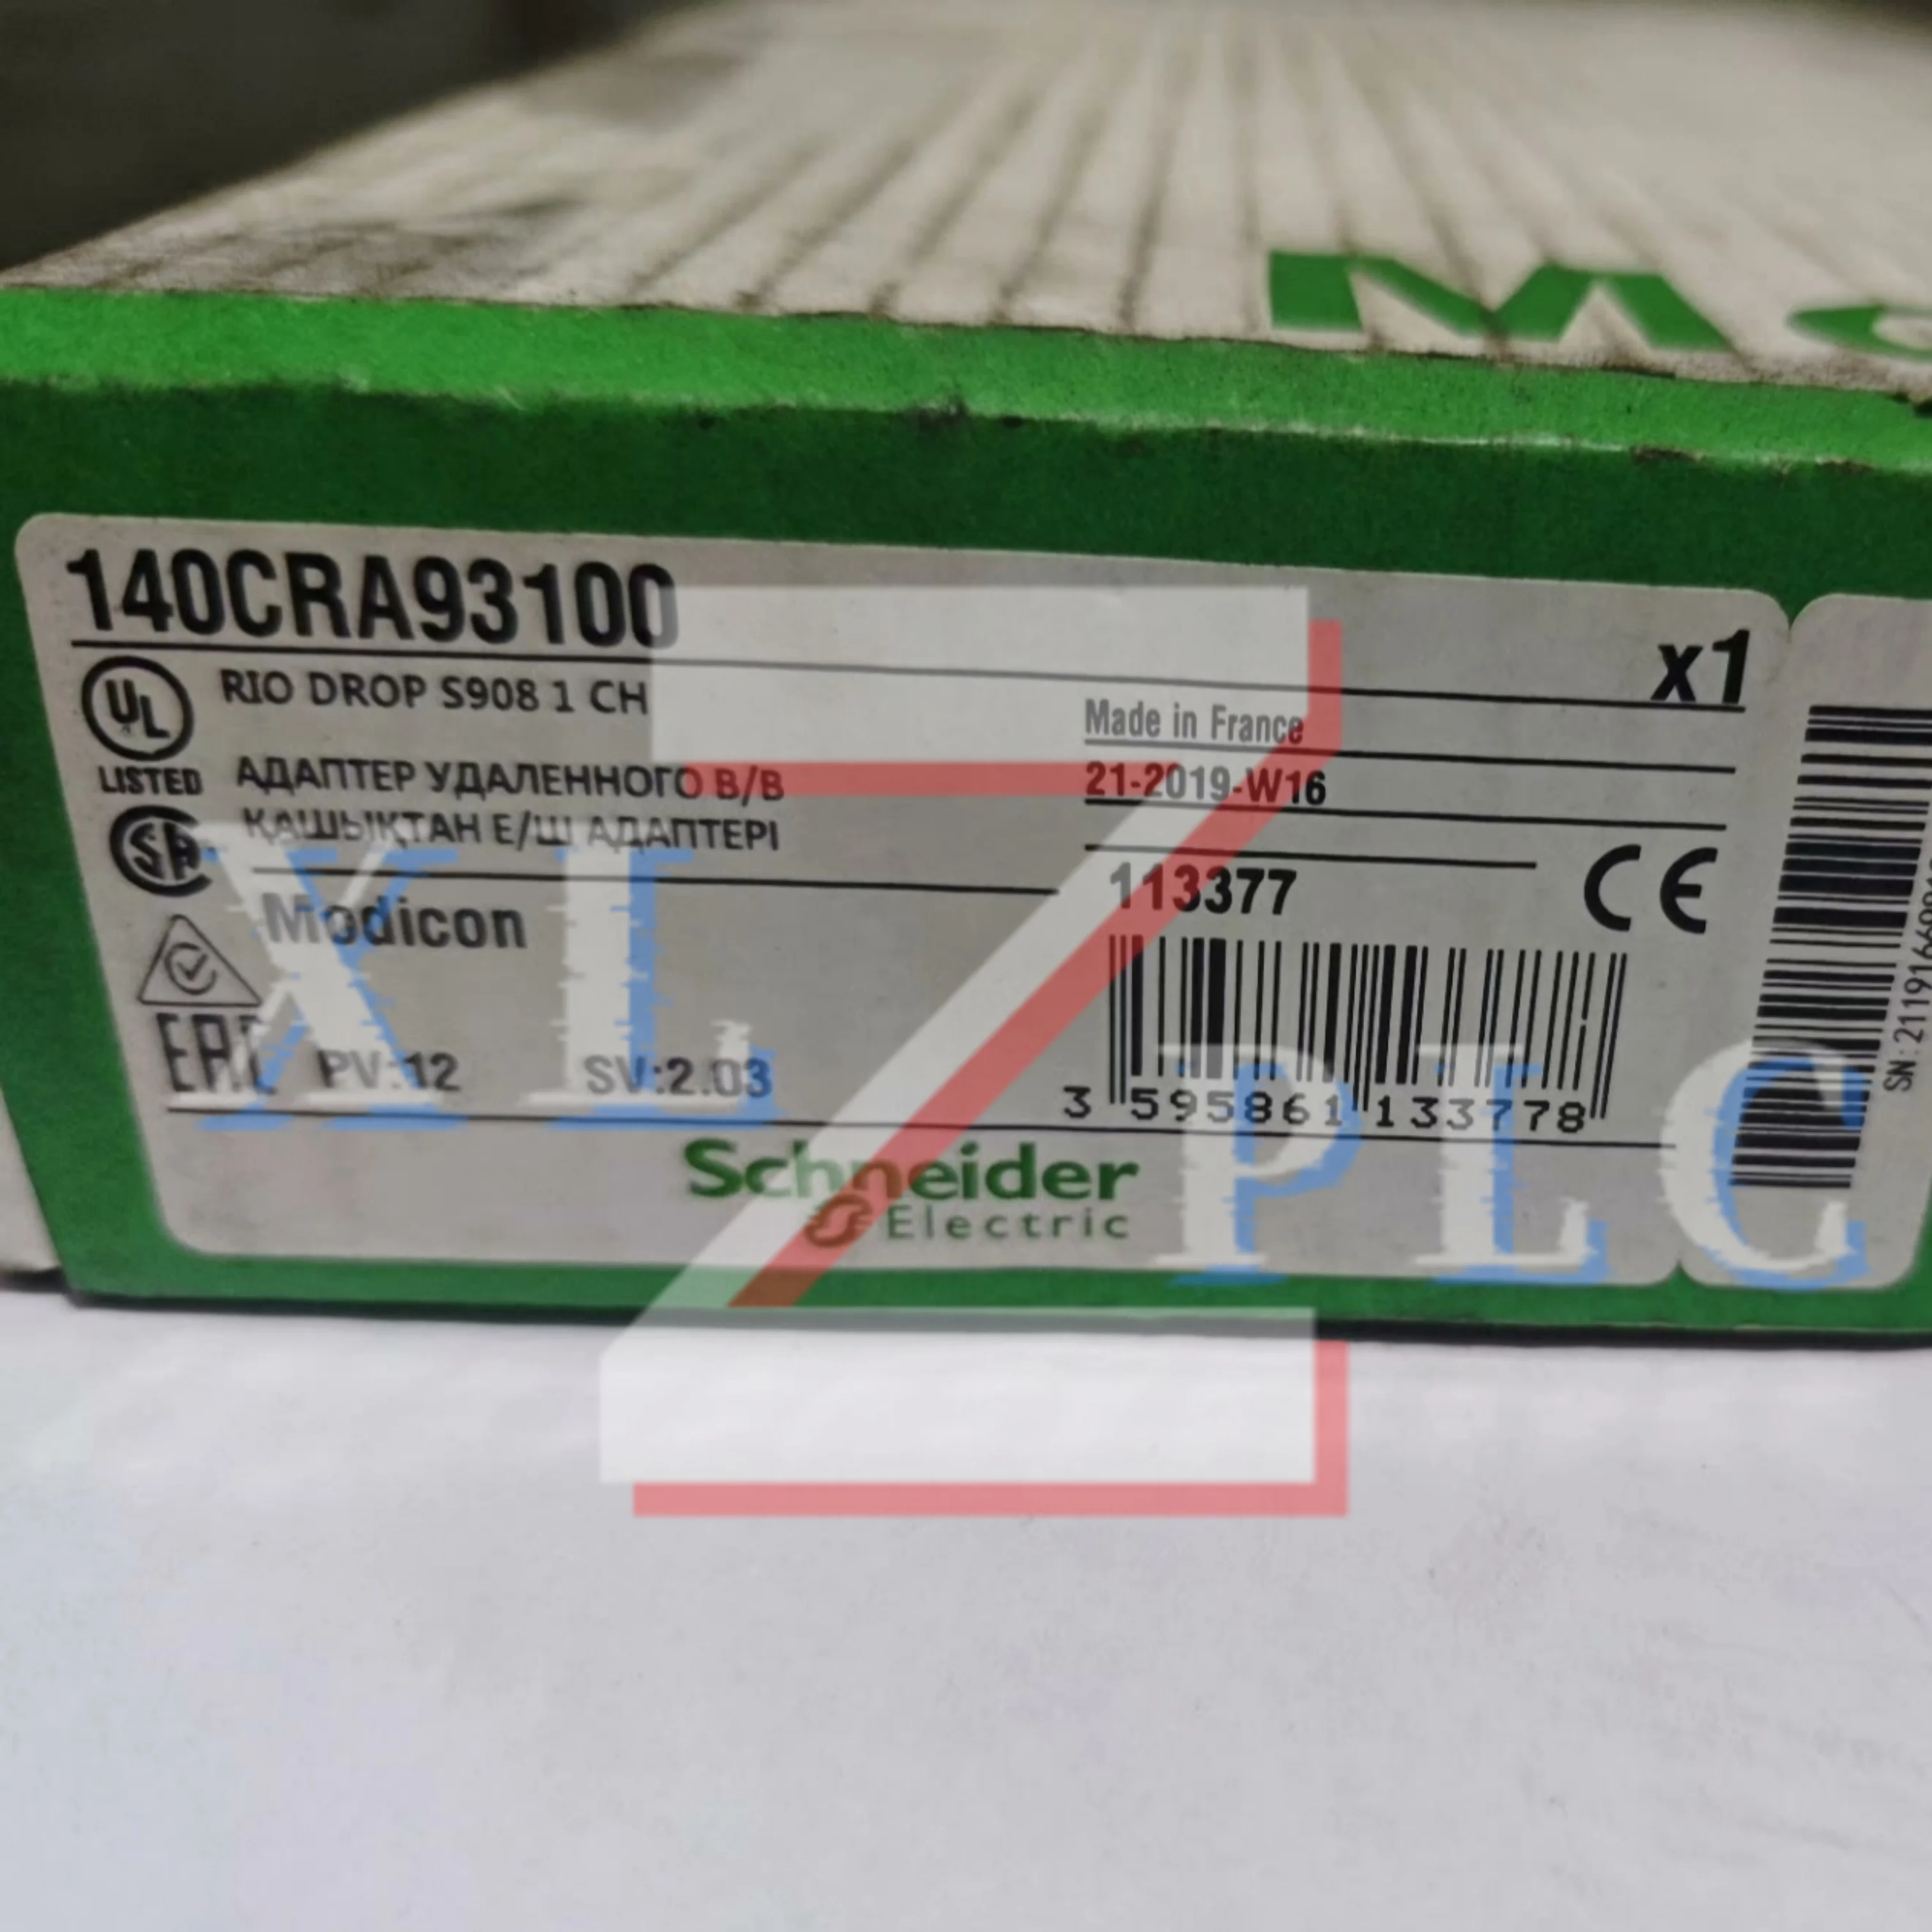 140CRA93100
x1
UL
LISTED
RIO DROP S908 1 CH
Made in France
АДАПТЕР УДАЛЕННОГО В/В
21-2019-W16
ҚАШЫҚТАН Е/Ш АДАПТЕРІ
113377
CE
Modicon
EAC
PV:12
SV:2.03
3 595861 133778
Schneider
Electric
XL Z PLC